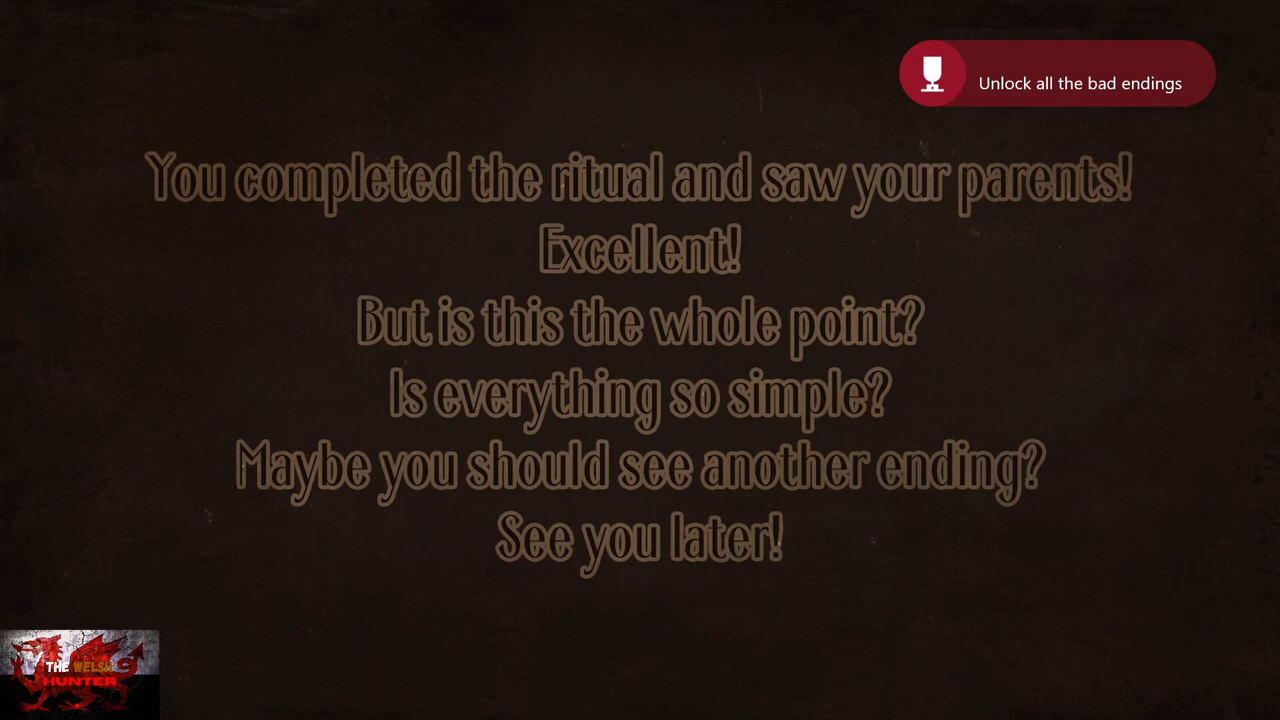 Unlock all the bad endings
You completed the ritual and saw your parents!
Excellent!
But is this the whole point?
Is everything so simple?
Maybe you should see another ending?
See you later!
THE WELSH
HUNTER